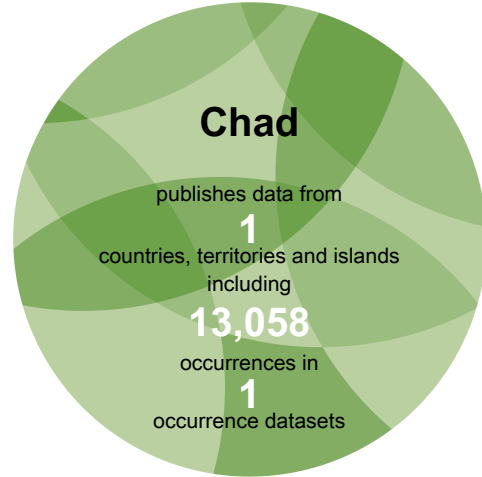 Chad
publishes data from
1
countries, territories and islands
including
13,058
occurrences in
1
occurrence datasets